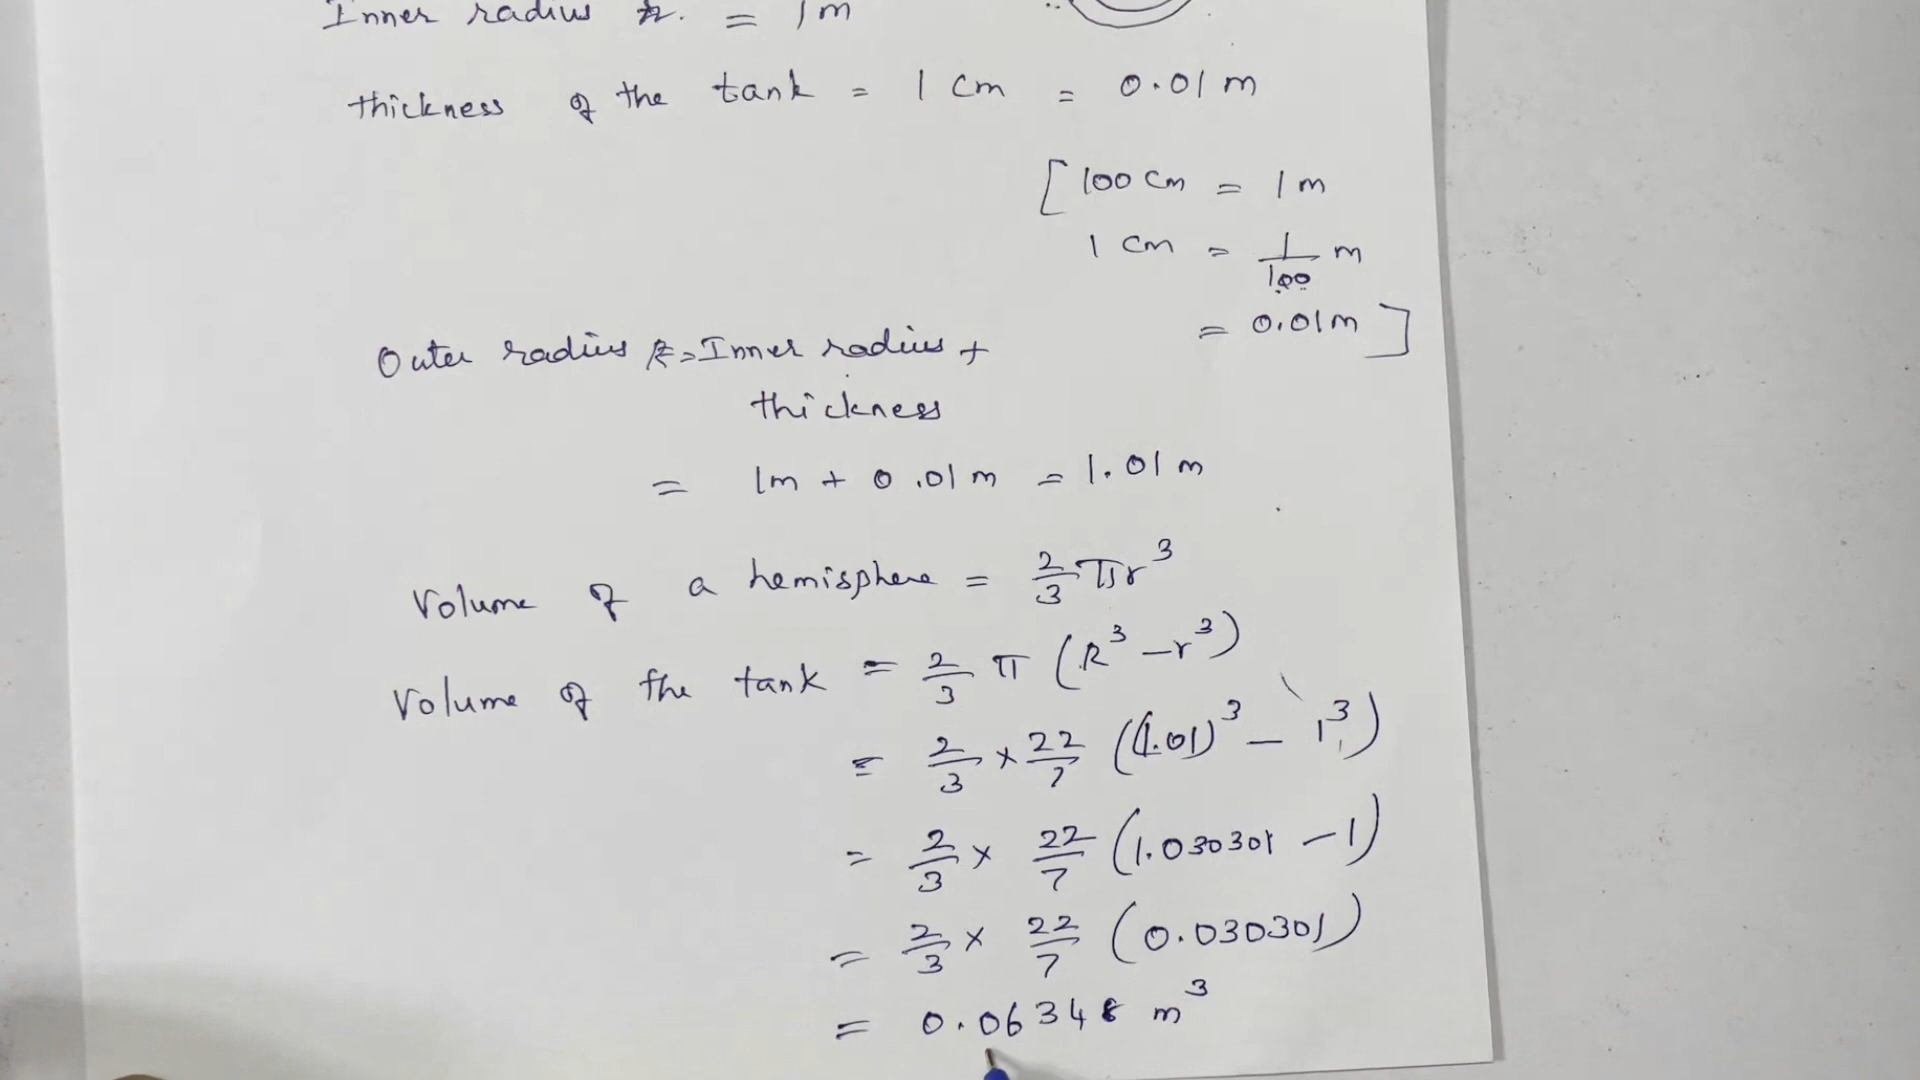 Inner radius r. = 1m
thickness of the tank = 1 cm = 0.01 m
[100 cm = 1 m
1 cm = 1/100 m
= 0.01m]
Outer radius R = Inner radius +
thickness
= 1m + 0.01 m = 1.01 m
Volume of a hemisphere = 2/3 πr³
Volume of the tank = 2/3 π (R³ - r³)
= 2/3 × 22/7 ((1.01)³ - 1³)
= 2/3 × 22/7 (1.030301 - 1)
= 2/3 × 22/7 (0.030301)
= 0.06348 m³